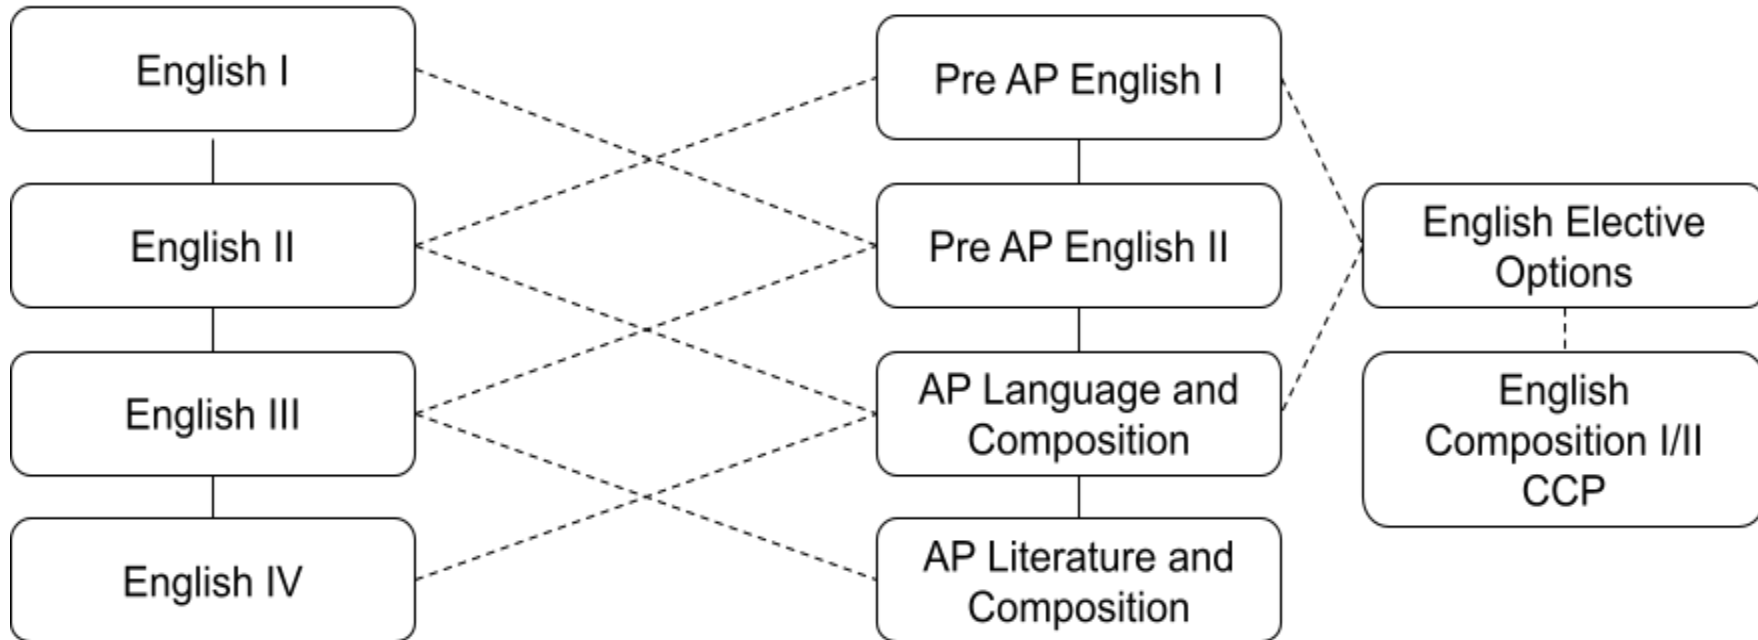 English I
English II
English III
English IV
Pre AP English I
Pre AP English II
AP Language and
Composition
AP Literature and
Composition
English Elective
Options
English
Composition I/II
CCP